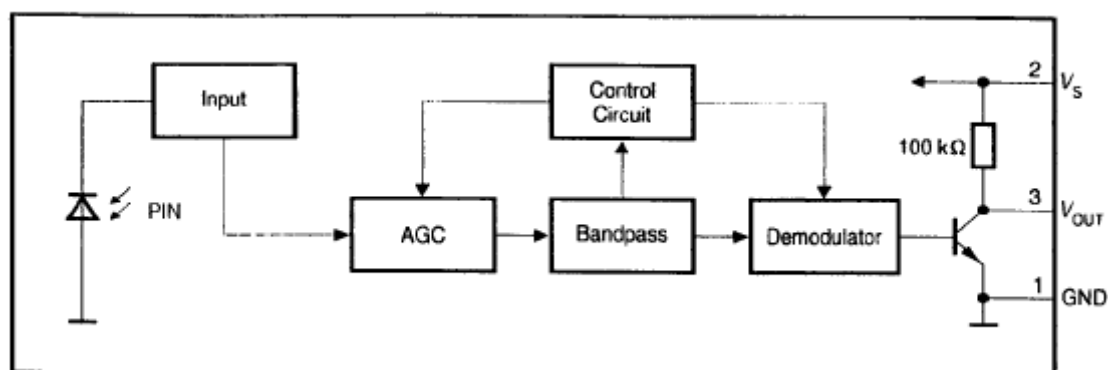 Input
Control
Circuit
2
V_S
100 kΩ
PIN
AGC
Bandpass
Demodulator
3
V_OUT
1
GND